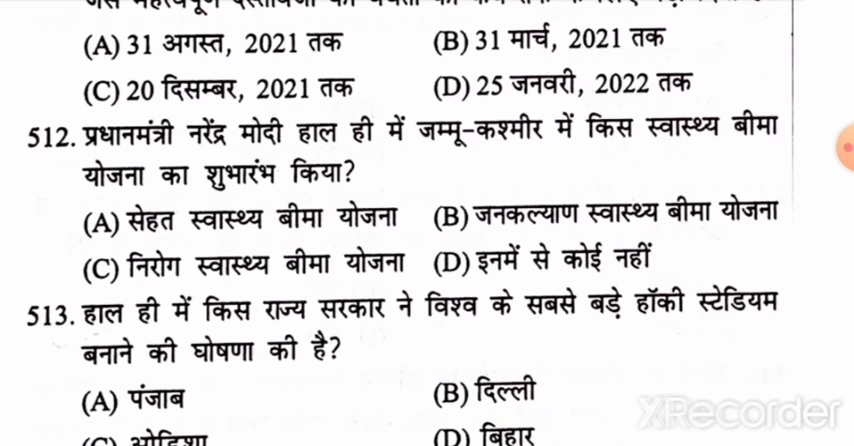 (A) 31 अगस्त, 2021 तक (B) 31 मार्च, 2021 तक
(C) 20 दिसम्बर, 2021 तक (D) 25 जनवरी, 2022 तक
512. प्रधानमंत्री नरेंद्र मोदी हाल ही में जम्मू-कश्मीर में किस स्वास्थ्य बीमा
योजना का शुभारंभ किया?
(A) सेहत स्वास्थ्य बीमा योजना (B) जनकल्याण स्वास्थ्य बीमा योजना
(C) निरोग स्वास्थ्य बीमा योजना (D) इनमें से कोई नहीं
513. हाल ही में किस राज्य सरकार ने विश्व के सबसे बड़े हॉकी स्टेडियम
बनाने की घोषणा की है?
(A) पंजाब (B) दिल्ली
(C) ओडिशा (D) बिहार
XRecorder